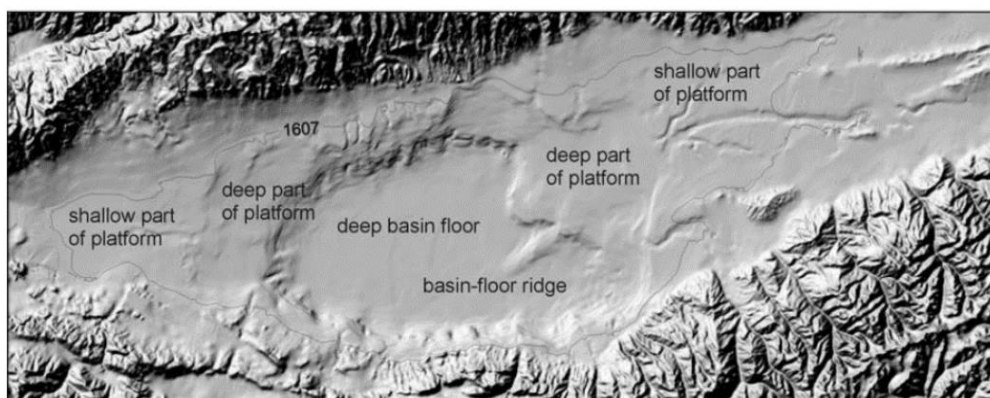 shallow part
of platform
1607
deep part
of platform
deep part
of platform
shallow part
of platform
deep basin floor
basin-floor ridge